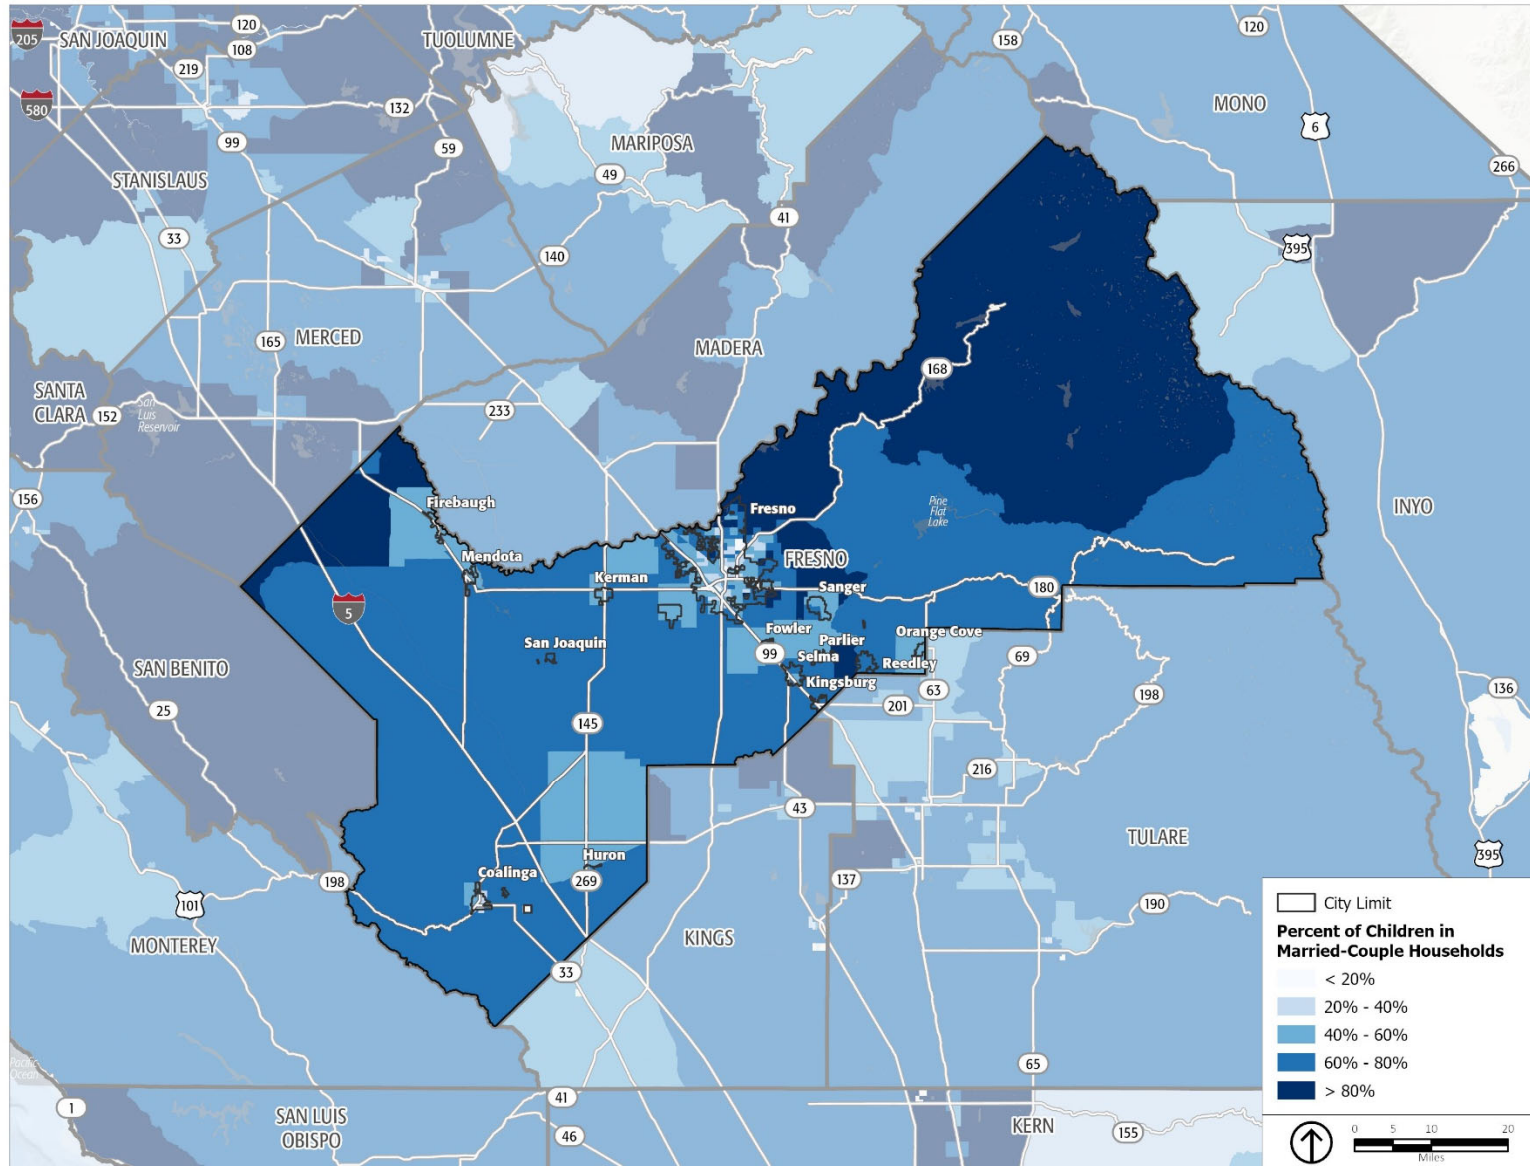 120
205
SAN JOAQUIN
108
TUOLUMNE
158
120
219
580
132
MONO
6
99
59
MARIPOSA
266
STANISLAUS
49
41
33
140
395
165
MERCED
MADERA
168
SANTA
CLARA
152
San
Luis
Reservoir
233
156
Firebaugh
Fresno
Pine
Flat
Lake
INYO
Mendota
FRESNO
Kerman
Sanger
180
5
Fowler
Parlier
Orange Cove
San Joaquin
99
Selma
Reedley
69
SAN BENITO
Kingsburg
63
198
136
25
201
145
216
43
TULARE
Huron
395
Coalinga
198
269
137
101
190
MONTEREY
KINGS
33
65
Pacific
Ocean
1
41
SAN LUIS
OBISPO
46
KERN
155
City Limit
Percent of Children in
Married-Couple Households
< 20%
20% - 40%
40% - 60%
60% - 80%
> 80%
0 5 10 20
Miles